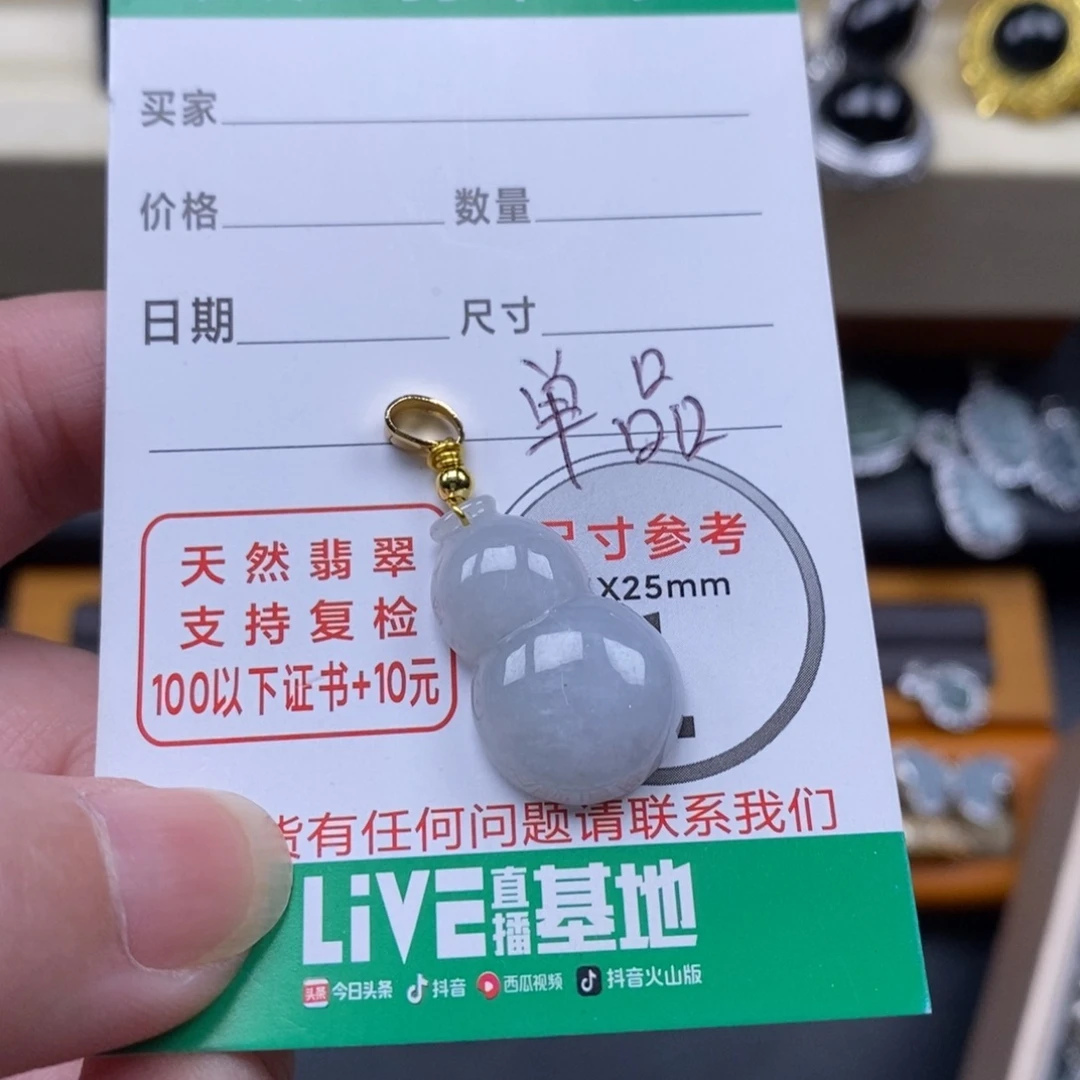 买家
价格 数量
日期 尺寸
单品
天然翡翠
支持复检
100以下证书+10元
寸参考
X25mm
有任何问题请联系我们
LiVE直播基地
头条 今日头条 抖音 西瓜视频 抖音火山版